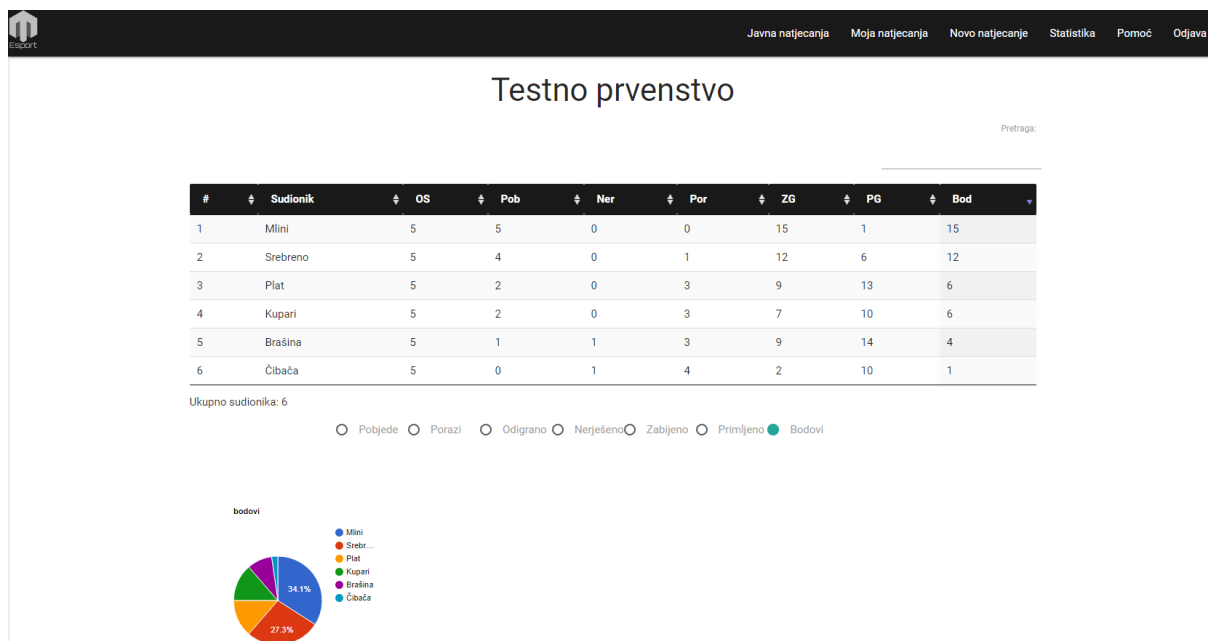 Esport
Javna natjecanja Moja natjecanja Novo natjecanje Statistika Pomoć Odjava
Testno prvenstvo
Pretraga:
# Sudionik OS Pob Ner Por ZG PG Bod
1 Mlini 5 5 0 0 15 1 15
2 Srebreno 5 4 0 1 12 6 12
3 Plat 5 2 0 3 9 13 6
4 Kupari 5 2 0 3 7 10 6
5 Brašina 5 1 1 3 9 14 4
6 Čibača 5 0 1 4 2 10 1
Ukupno sudionika: 6
Pobjede Porazi Odigrano Nerješeno Zabijeno Primljeno Bodovi
bodovi
Mlini
Srebr...
Plat
Kupari
Brašina
Čibača
34.1%
27.3%